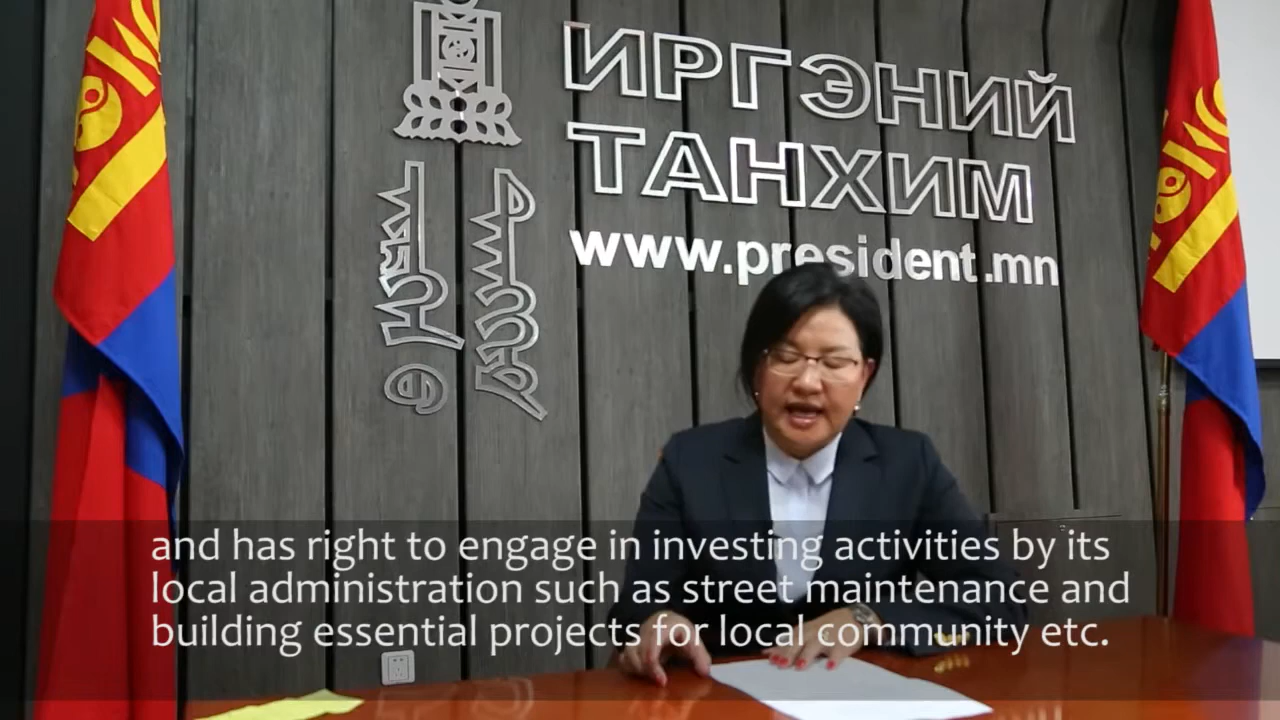 ИРГЭНИЙ
ТАНХИМ
www.president.mn
and has right to engage in investing activities by its
local administration such as street maintenance and
building essential projects for local community etc.